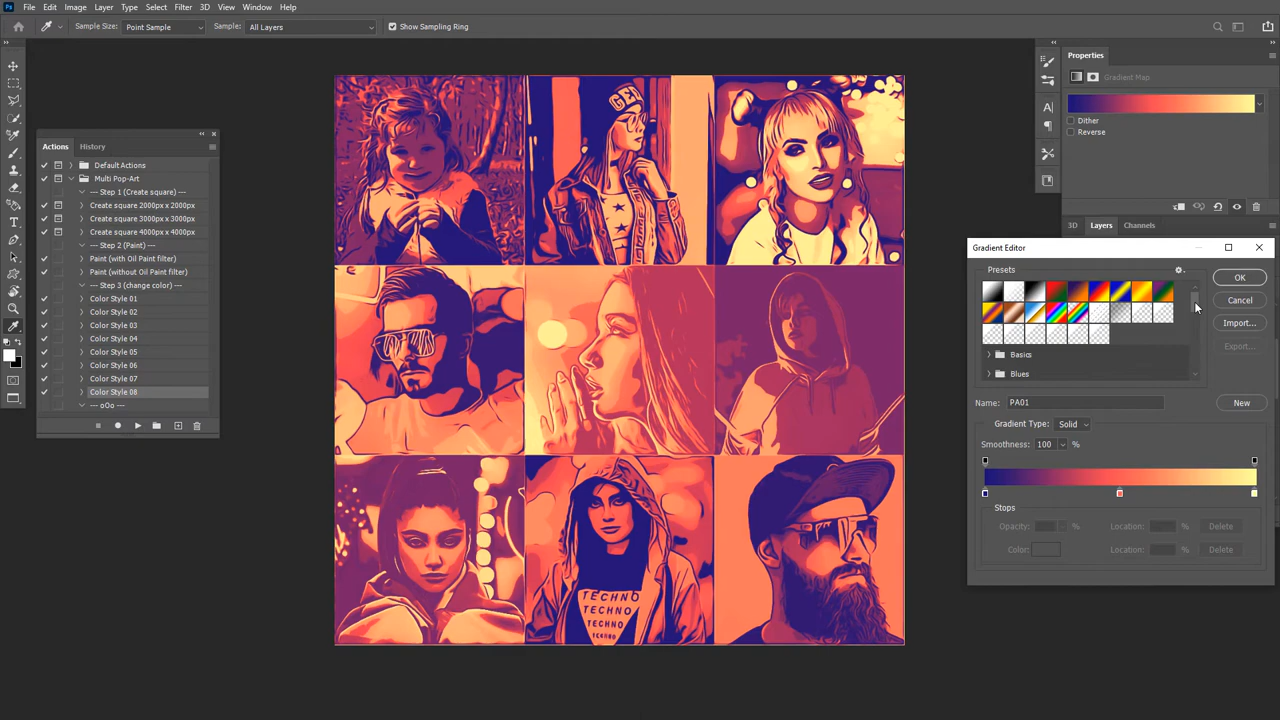 Ps File Edit Image Layer Type Select Filter 3D View Window Help
Sample Size: Point Sample Sample: All Layers Show Sampling Ring
Actions History
Default Actions
Multi Pop-Art
--- Step 1 (Create square) ---
Create square 2000px x 2000px
Create square 3000px x 3000px
Create square 4000px x 4000px
--- Step 2 (Paint) ---
Paint (with Oil Paint filter)
Paint (without Oil Paint filter)
--- Step 3 (change color) ---
Color Style 01
Color Style 02
Color Style 03
Color Style 04
Color Style 05
Color Style 06
Color Style 07
Color Style 08
--- oOo ---
TECHNO
TECHNO
TECHNO
TECHNO
Properties
Gradient Map
Dither
Reverse
3D Layers Channels
Gradient Editor
Presets
OK
Cancel
Import...
Export...
Basics
Blues
Name: PA01 New
Gradient Type: Solid
Smoothness: 100 %
Stops
Opacity: % Location: % Delete
Color: Location: % Delete